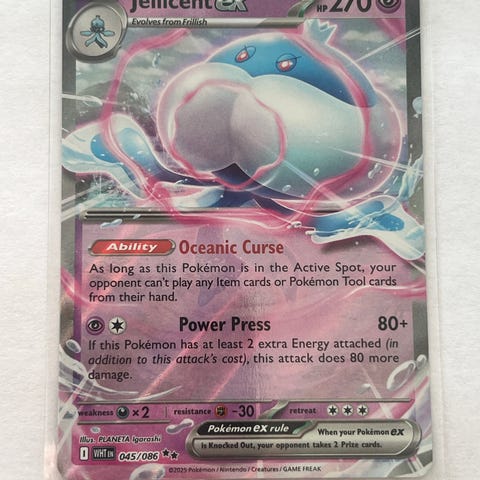 Jellicent ex HP 270
Evolves from Frillish
Ability Oceanic Curse
As long as this Pokémon is in the Active Spot, your
opponent can't play any Item cards or Pokémon Tool cards
from their hand.
Power Press 80+
If this Pokémon has at least 2 extra Energy attached (in
addition to this attack's cost), this attack does 80 more
damage.
weakness ×2 resistance -30 retreat
Illus. PLANETA Igarashi
Pokémon ex rule When your Pokémon ex
is Knocked Out, your opponent takes 2 Prize cards.
I WHT EN 045/086
©2025 Pokémon / Nintendo / Creatures / GAME FREAK